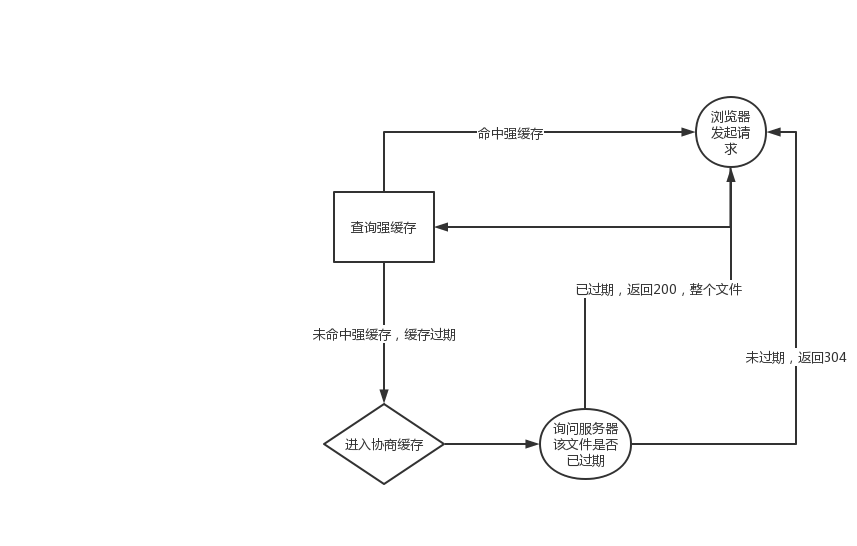 浏览器
发起请
求
命中强缓存
查询强缓存
已过期，返回200，整个文件
未命中强缓存，缓存过期
未过期，返回304
进入协商缓存
询问服务器
该文件是否
已过期